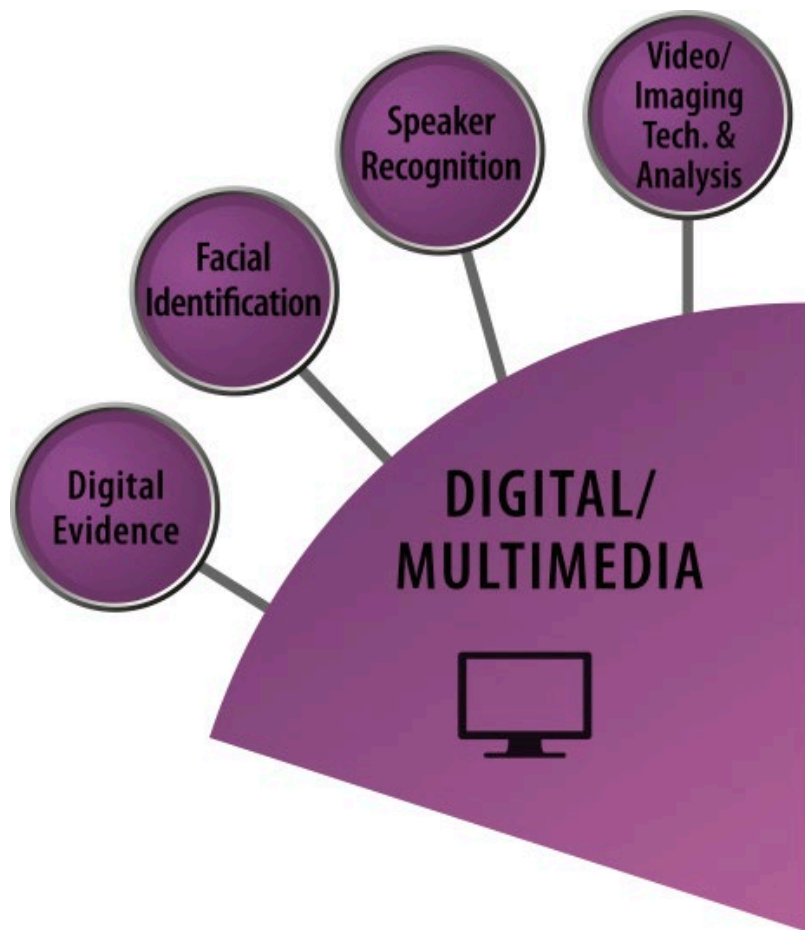 Video/
Imaging
Tech. &
Analysis
Speaker
Recognition
Facial
Identification
Digital
Evidence
DIGITAL/
MULTIMEDIA